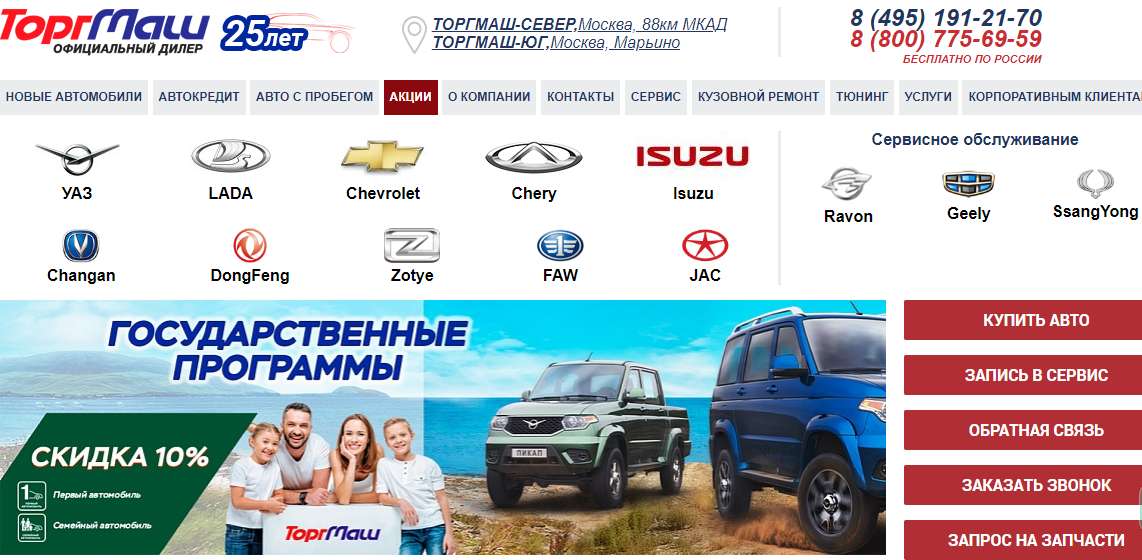 ТоргМаш
ОФИЦИАЛЬНЫЙ ДИЛЕР
25лет
ТОРГМАШ-СЕВЕР,Москва, 88км МКАД
ТОРГМАШ-ЮГ,Москва, Марьино
8 (495) 191-21-70
8 (800) 775-69-59
БЕСПЛАТНО ПО РОССИИ
НОВЫЕ АВТОМОБИЛИ АВТОКРЕДИТ АВТО С ПРОБЕГОМ АКЦИИ О КОМПАНИИ КОНТАКТЫ СЕРВИС КУЗОВНОЙ РЕМОНТ ТЮНИНГ УСЛУГИ КОРПОРАТИВНЫМ КЛИЕНТА
ISUZU
УАЗ LADA Chevrolet Chery Isuzu
Changan DongFeng Zotye FAW JAC
Сервисное обслуживание
Ravon Geely SsangYong
ГОСУДАРСТВЕННЫЕ
ПРОГРАММЫ
СКИДКА 10%
1
Первый автомобиль
Семейный автомобиль
ТоргМаш
ПИКАП
КУПИТЬ АВТО
ЗАПИСЬ В СЕРВИС
ОБРАТНАЯ СВЯЗЬ
ЗАКАЗАТЬ ЗВОНОК
ЗАПРОС НА ЗАПЧАСТИ